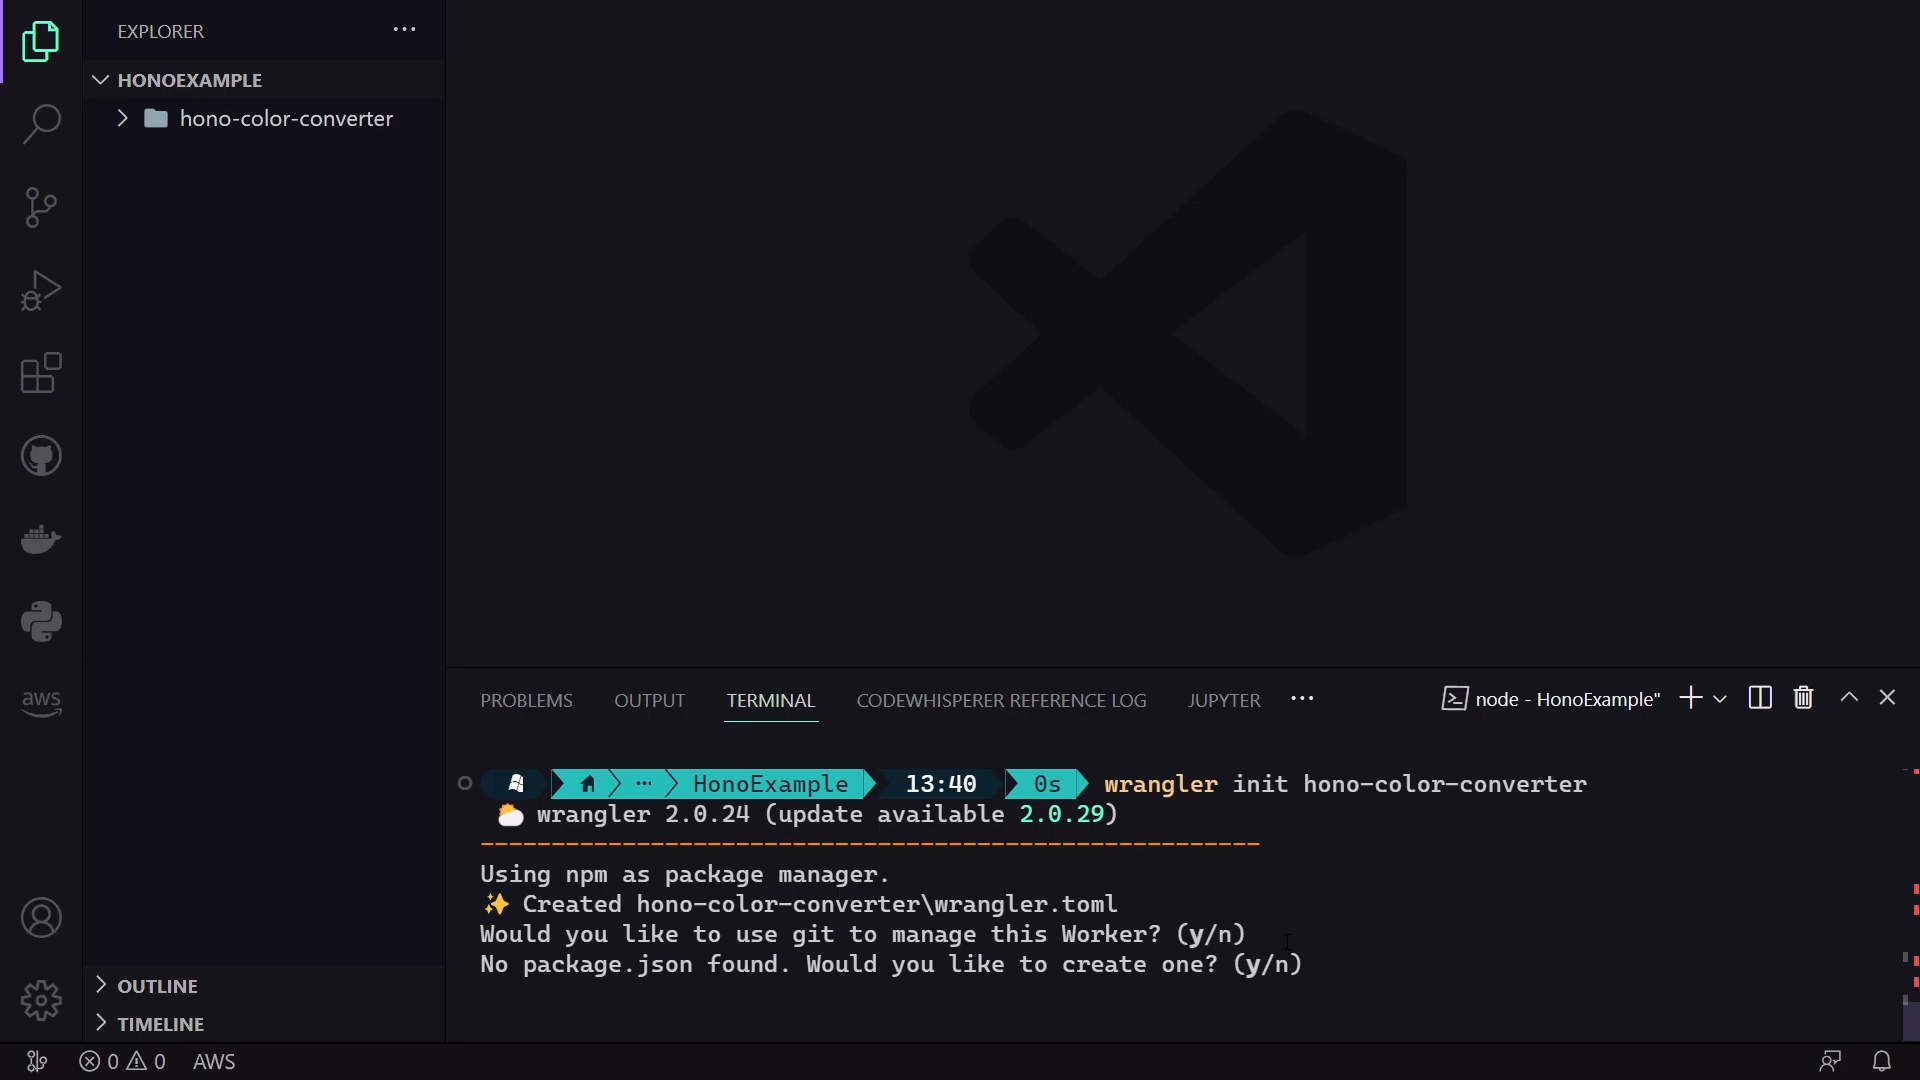 EXPLORER
HONOEXAMPLE
hono-color-converter
aws
OUTLINE
TIMELINE
PROBLEMS OUTPUT TERMINAL CODEWHISPERER REFERENCE LOG JUPYTER
node - HonoExample"
HonoExample 13:40 0s wrangler init hono-color-converter
wrangler 2.0.24 (update available 2.0.29)
------------------------------------------------------
Using npm as package manager.
✨ Created hono-color-converter\wrangler.toml
Would you like to use git to manage this Worker? (y/n)
No package.json found. Would you like to create one? (y/n)
0 0 AWS